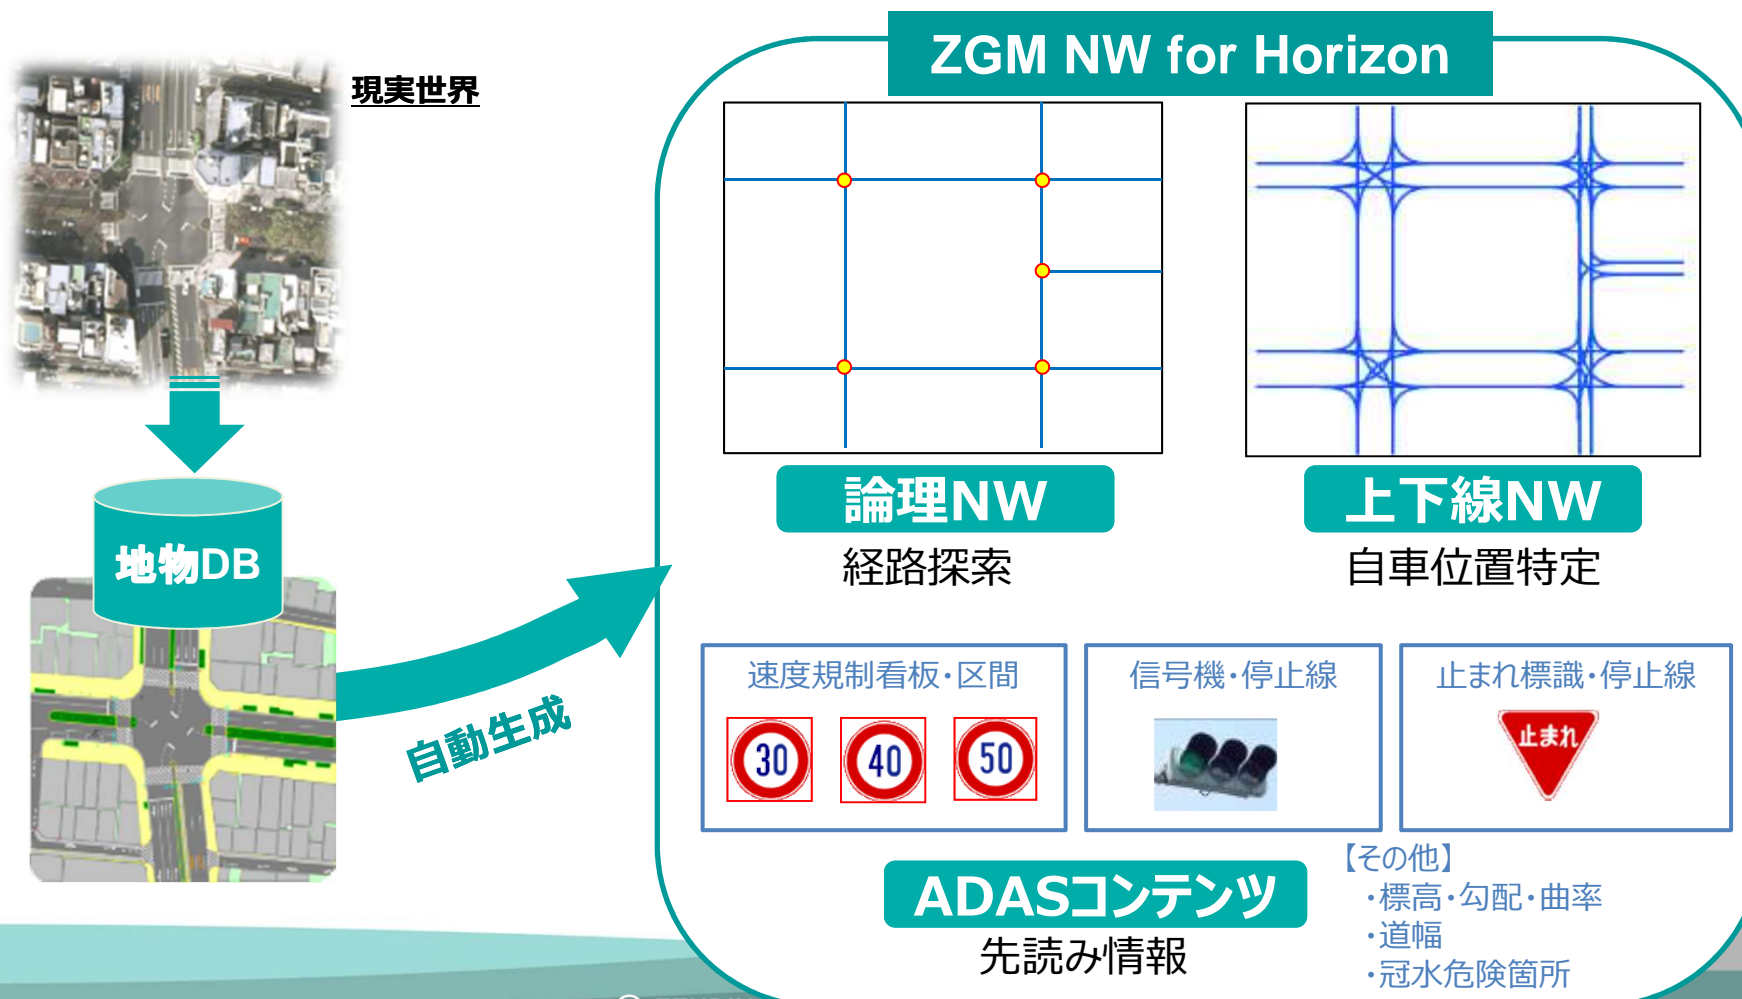 ZGM NW for Horizon
現実世界
論理NW
上下線NW
経路探索
自車位置特定
地物DB
自動生成
速度規制看板・区間
信号機・停止線
止まれ標識・停止線
30
40
50
止まれ
ADASコンテンツ
先読み情報
【その他】
・標高・勾配・曲率
・道幅
・冠水危険箇所